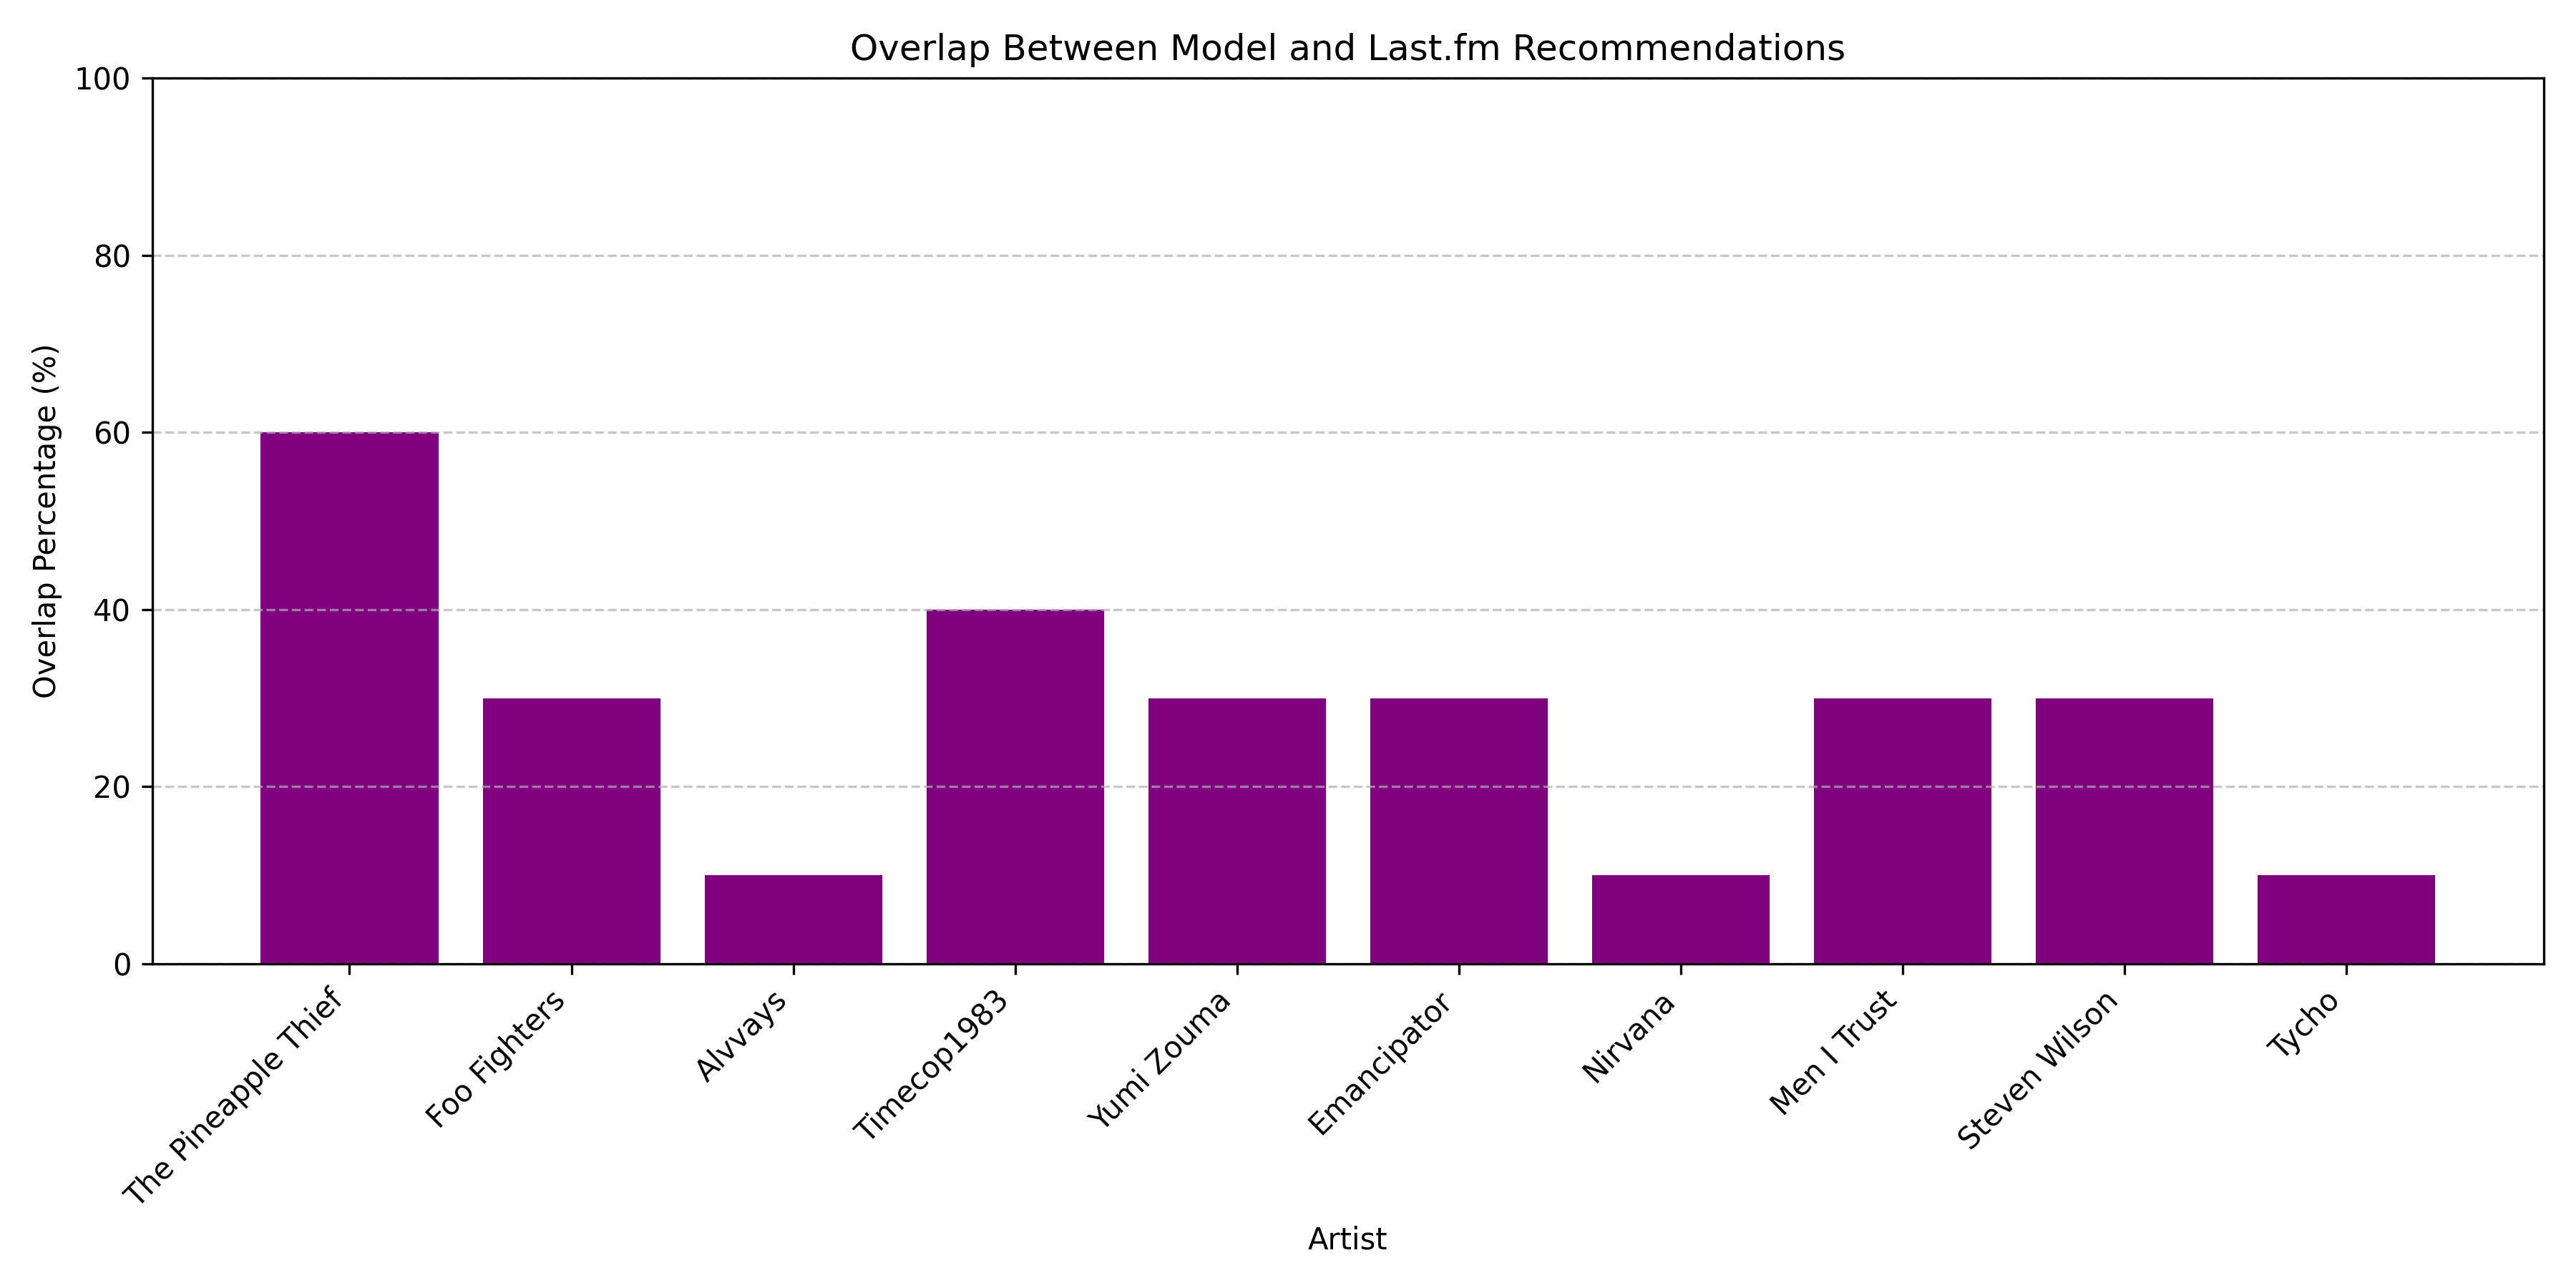 Overlap Between Model and Last.fm Recommendations
100
80
60
40
20
0
Overlap Percentage (%)
The Pineapple Thief
Foo Fighters
Alvvays
Timecop1983
Yumi Zouma
Emancipator
Nirvana
Men I Trust
Steven Wilson
Tycho
Artist